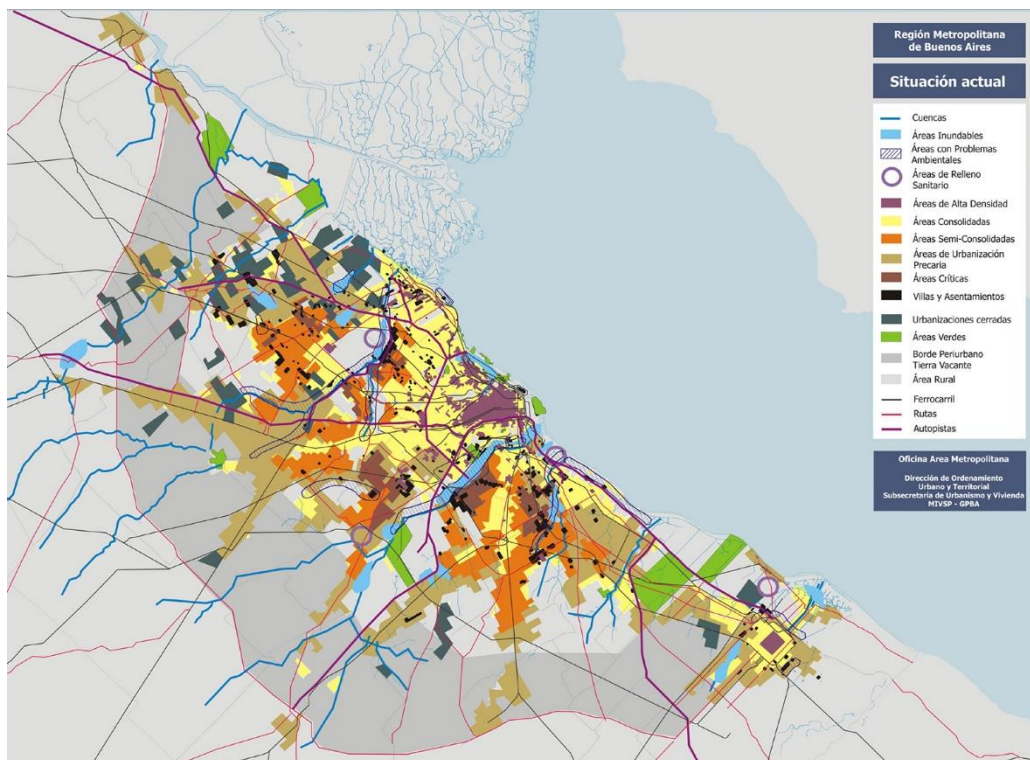 Región Metropolitana
de Buenos Aires
Situación actual
Cuencas
Áreas Inundables
Áreas con Problemas
Ambientales
Áreas de Relleno
Sanitario
Áreas de Alta Densidad
Áreas Consolidadas
Áreas Semi-Consolidadas
Áreas de Urbanización
Precaria
Áreas Críticas
Villas y Asentamientos
Urbanizaciones cerradas
Áreas Verdes
Borde Periurbano
Tierra Vacante
Área Rural
Ferrocarril
Rutas
Autopistas
Oficina Area Metropolitana
Dirección de Ordenamiento
Urbano y Territorial
Subsecretaría de Urbanismo y Vivienda
MIVSP - GPBA